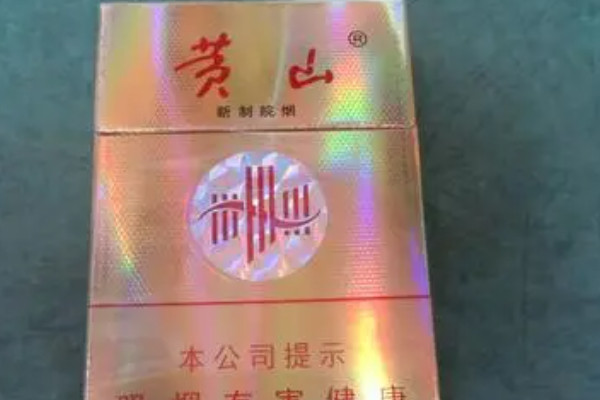 黄山®
新制皖烟
本公司提示
吸烟有害健康